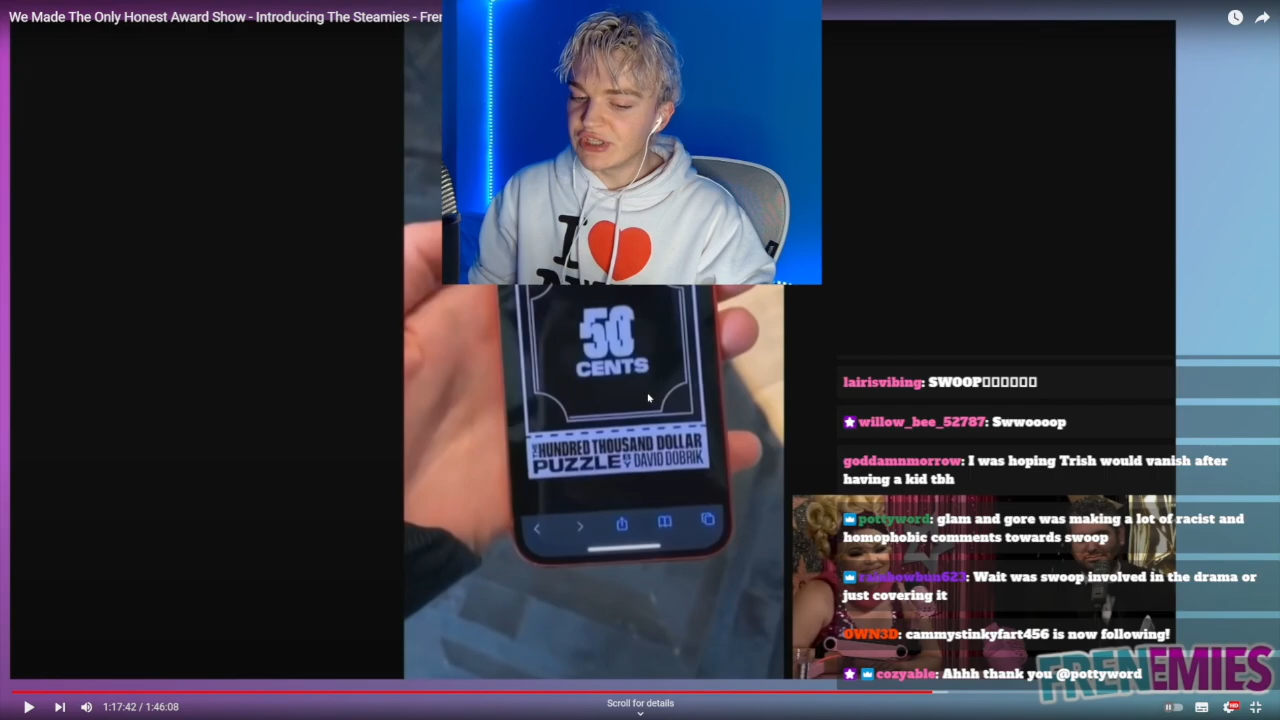 We Made The Only Honest Award Show - Introducing The Steamies - Fren
I
50
CENTS
THE HUNDRED THOUSAND DOLLAR
PUZZLE BY DAVID DOBRIK
lairisvibing: SWOOP
willow_bee_52787: Swwoooop
goddamnmorrow: I was hoping Trish would vanish after
having a kid tbh
pottyword: glam and gore was making a lot of racist and
homophobic comments towards swoop
rainbowbun623: Wait was swoop involved in the drama or
just covering it
OWN3D: cammystinkyfart456 is now following!
cozyable: Ahhh thank you @pottyword
FRENEMIES
1:17:42 / 1:46:08
Scroll for details
HD